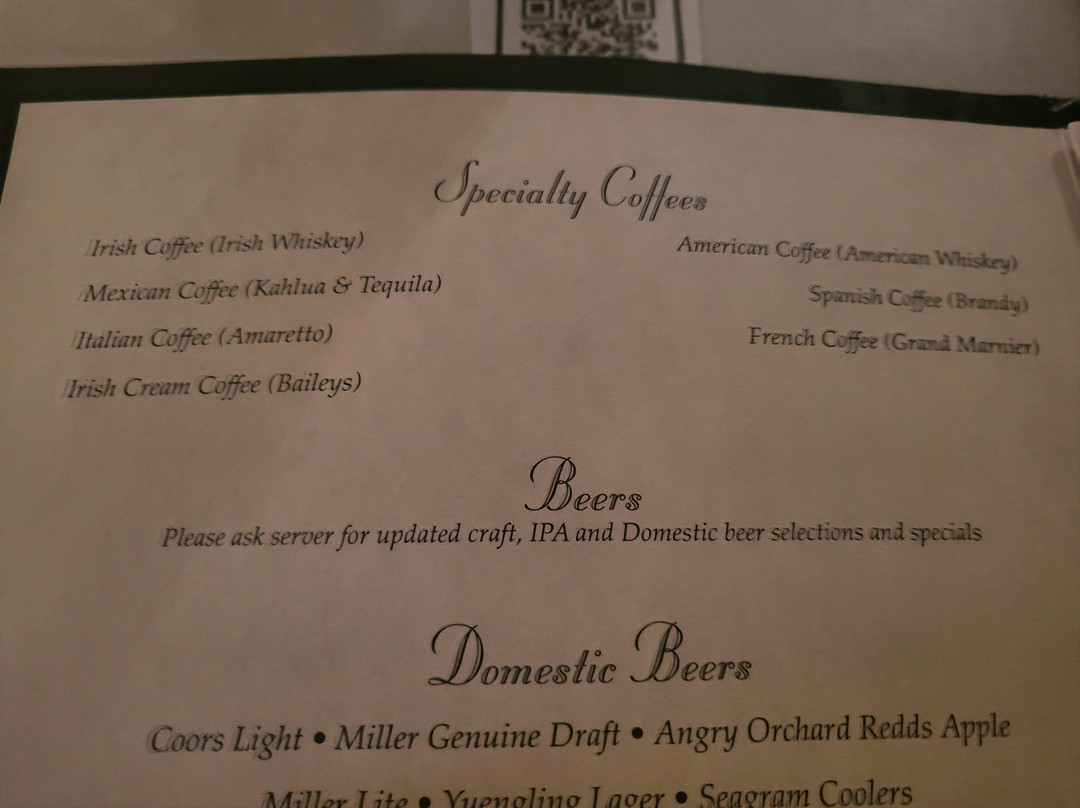 Specialty Coffees
Irish Coffee (Irish Whiskey)
American Coffee (American Whiskey)
Mexican Coffee (Kahlua & Tequila)
Spanish Coffee (Brandy)
Italian Coffee (Amaretto)
French Coffee (Grand Marnier)
Irish Cream Coffee (Baileys)
Beers
Please ask server for updated craft, IPA and Domestic beer selections and specials
Domestic Beers
Coors Light • Miller Genuine Draft • Angry Orchard Redds Apple
Miller Lite • Yuengling Lager • Seagram Coolers